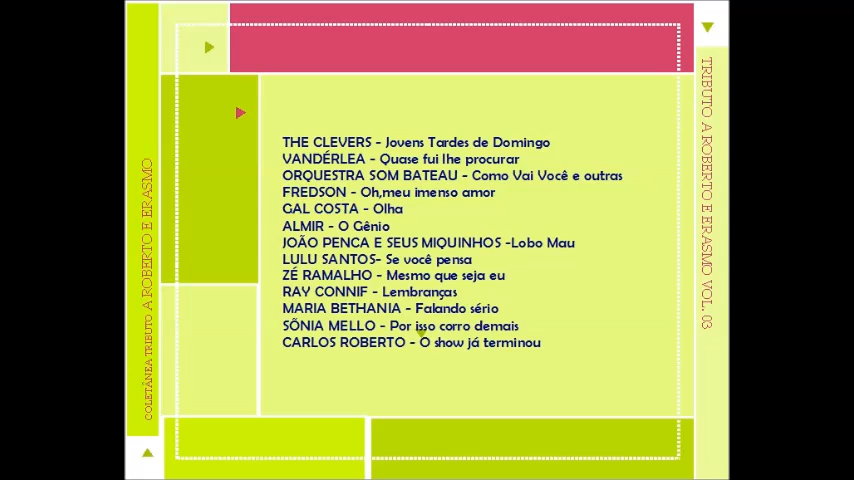 COLETÂNEA TRIBUTO A ROBERTO E ERASMO
THE CLEVERS - Jovens Tardes de Domingo
VANDÉRLEA - Quase fui lhe procurar
ORQUESTRA SOM BATEAU - Como Vai Você e outras
FREDSON - Oh,meu imenso amor
GAL COSTA - Olha
ALMIR - O Gênio
JOÃO PENCA E SEUS MIQUINHOS -Lobo Mau
LULU SANTOS- Se você pensa
ZÉ RAMALHO - Mesmo que seja eu
RAY CONNIF - Lembranças
MARIA BETHANIA - Falando sério
SÕNIA MELLO - Por isso corro demais
CARLOS ROBERTO - O show já terminou
TRIBUTO A ROBERTO E ERASMO VOL. 03